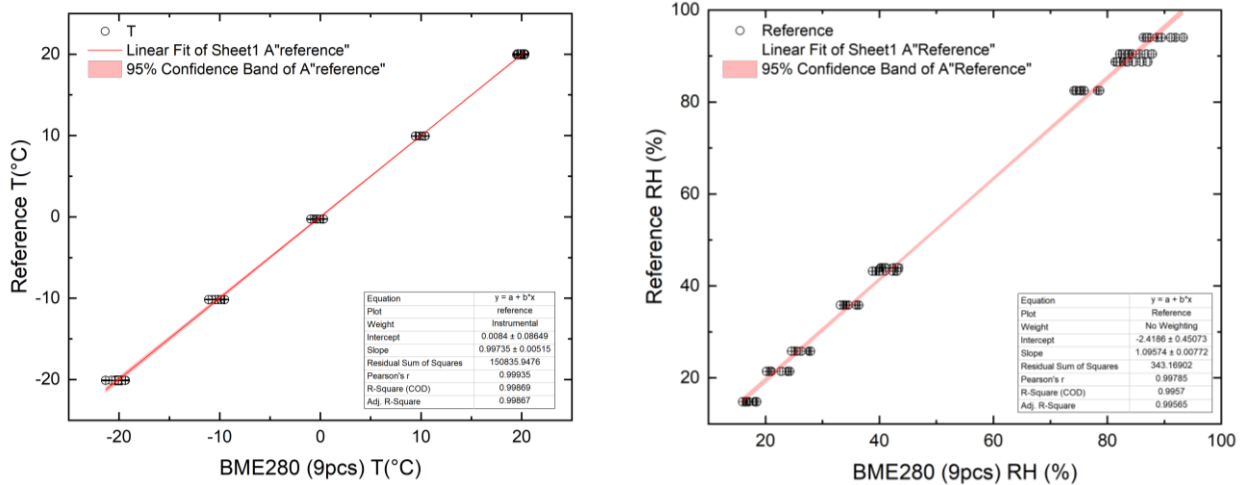 T
Linear Fit of Sheet1 A"reference"
95% Confidence Band of A"reference"
20
10
0
-10
-20
Reference T(°C)
Equation y = a + b*x
Plot reference
Weight Instrumental
Intercept 0.0084 ± 0.08649
Slope 0.99735 ± 0.00515
Residual Sum of Squares 150835.9476
Pearson's r 0.99935
R-Square (COD) 0.99869
Adj. R-Square 0.99867
-20 -10 0 10 20
BME280 (9pcs) T(°C)
Reference
Linear Fit of Sheet1 A"Reference"
95% Confidence Band of A"Reference"
100
80
60
40
20
Reference RH (%)
Equation y = a + b*x
Plot Reference
Weight No Weighting
Intercept -2.4186 ± 0.45073
Slope 1.09574 ± 0.00772
Residual Sum of Squares 343.16902
Pearson's r 0.99785
R-Square (COD) 0.9957
Adj. R-Square 0.99565
20 40 60 80 100
BME280 (9pcs) RH (%)